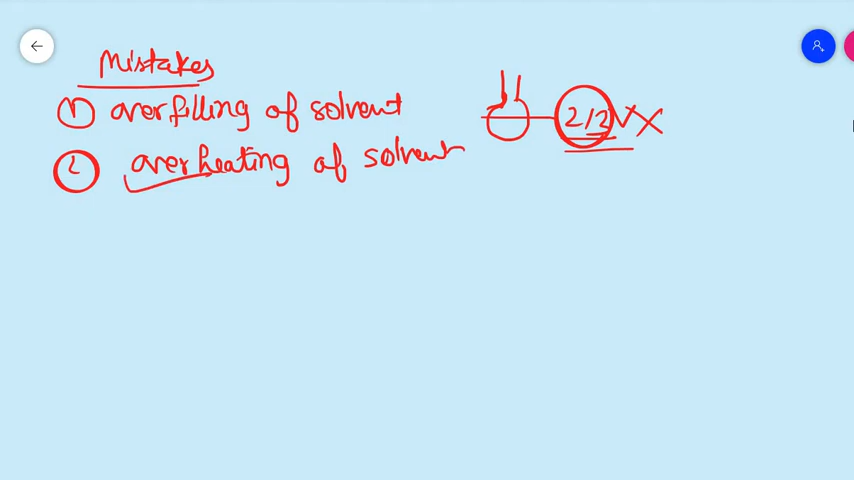 Mistakes
① overfilling of solvent 2/3
② overheating of solvent